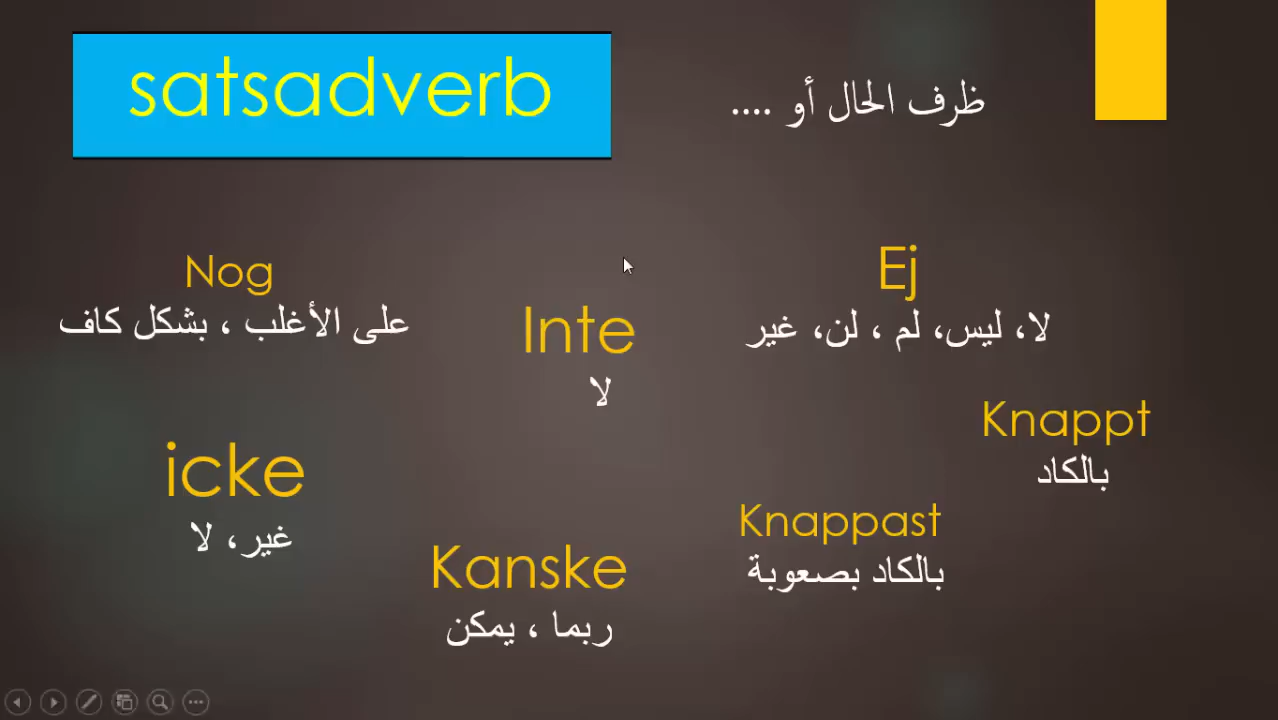 satsadverb
ظرف الحال أو ....
Nog
على الأغلب ، بشكل كاف
Inte
لا
Ej
لا، ليس، لم ، لن، غير
Knappt
بالكاد
icke
غير، لا
Knappast
بالكاد بصعوبة
Kanske
ربما ، يمكن